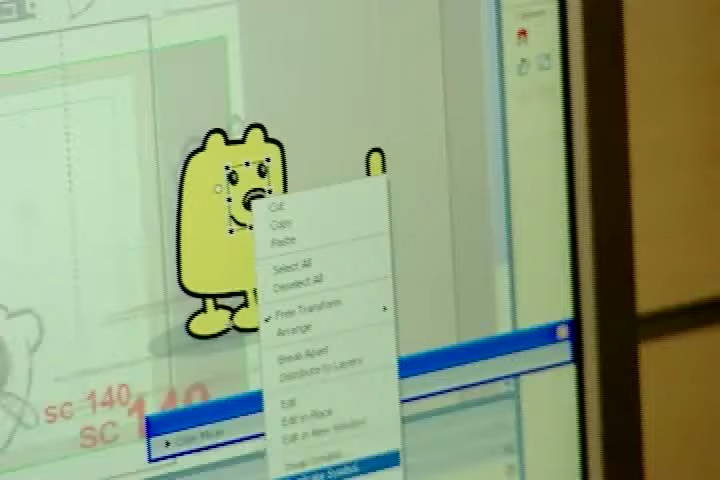 Cut
Copy
Paste
Select All
Deselect All
Free Transform
Arrange
Break Apart
Distribute to Layers
Edit
Edit in Place
Edit in New Window
SC 140
SC 140